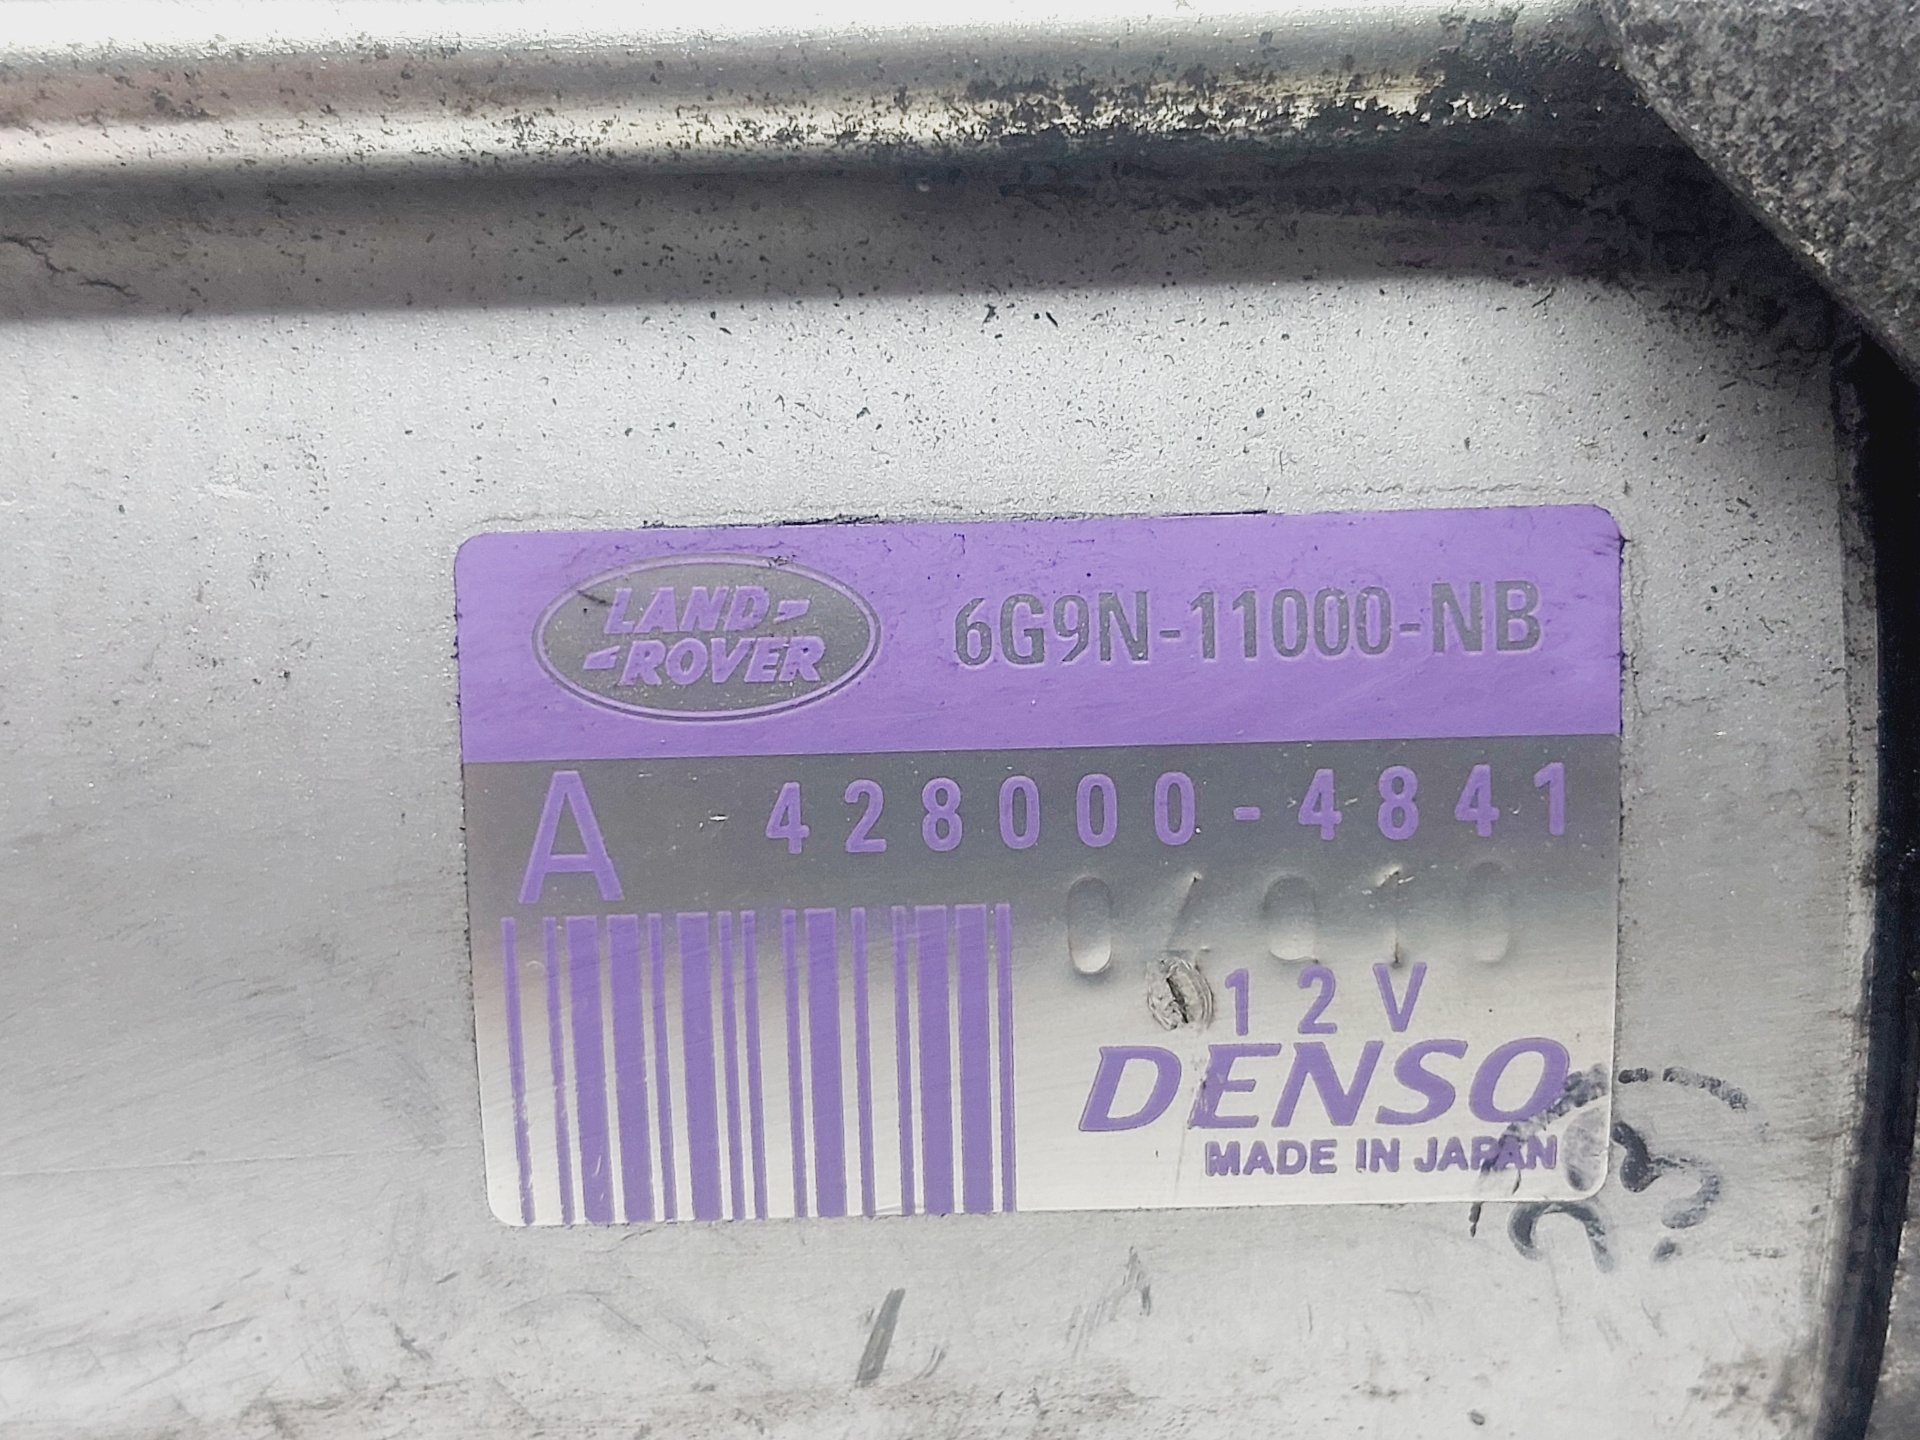 LAND-
-ROVER
6G9N-11000-NB
A 428000-4841
12V
DENSO
MADE IN JAPAN